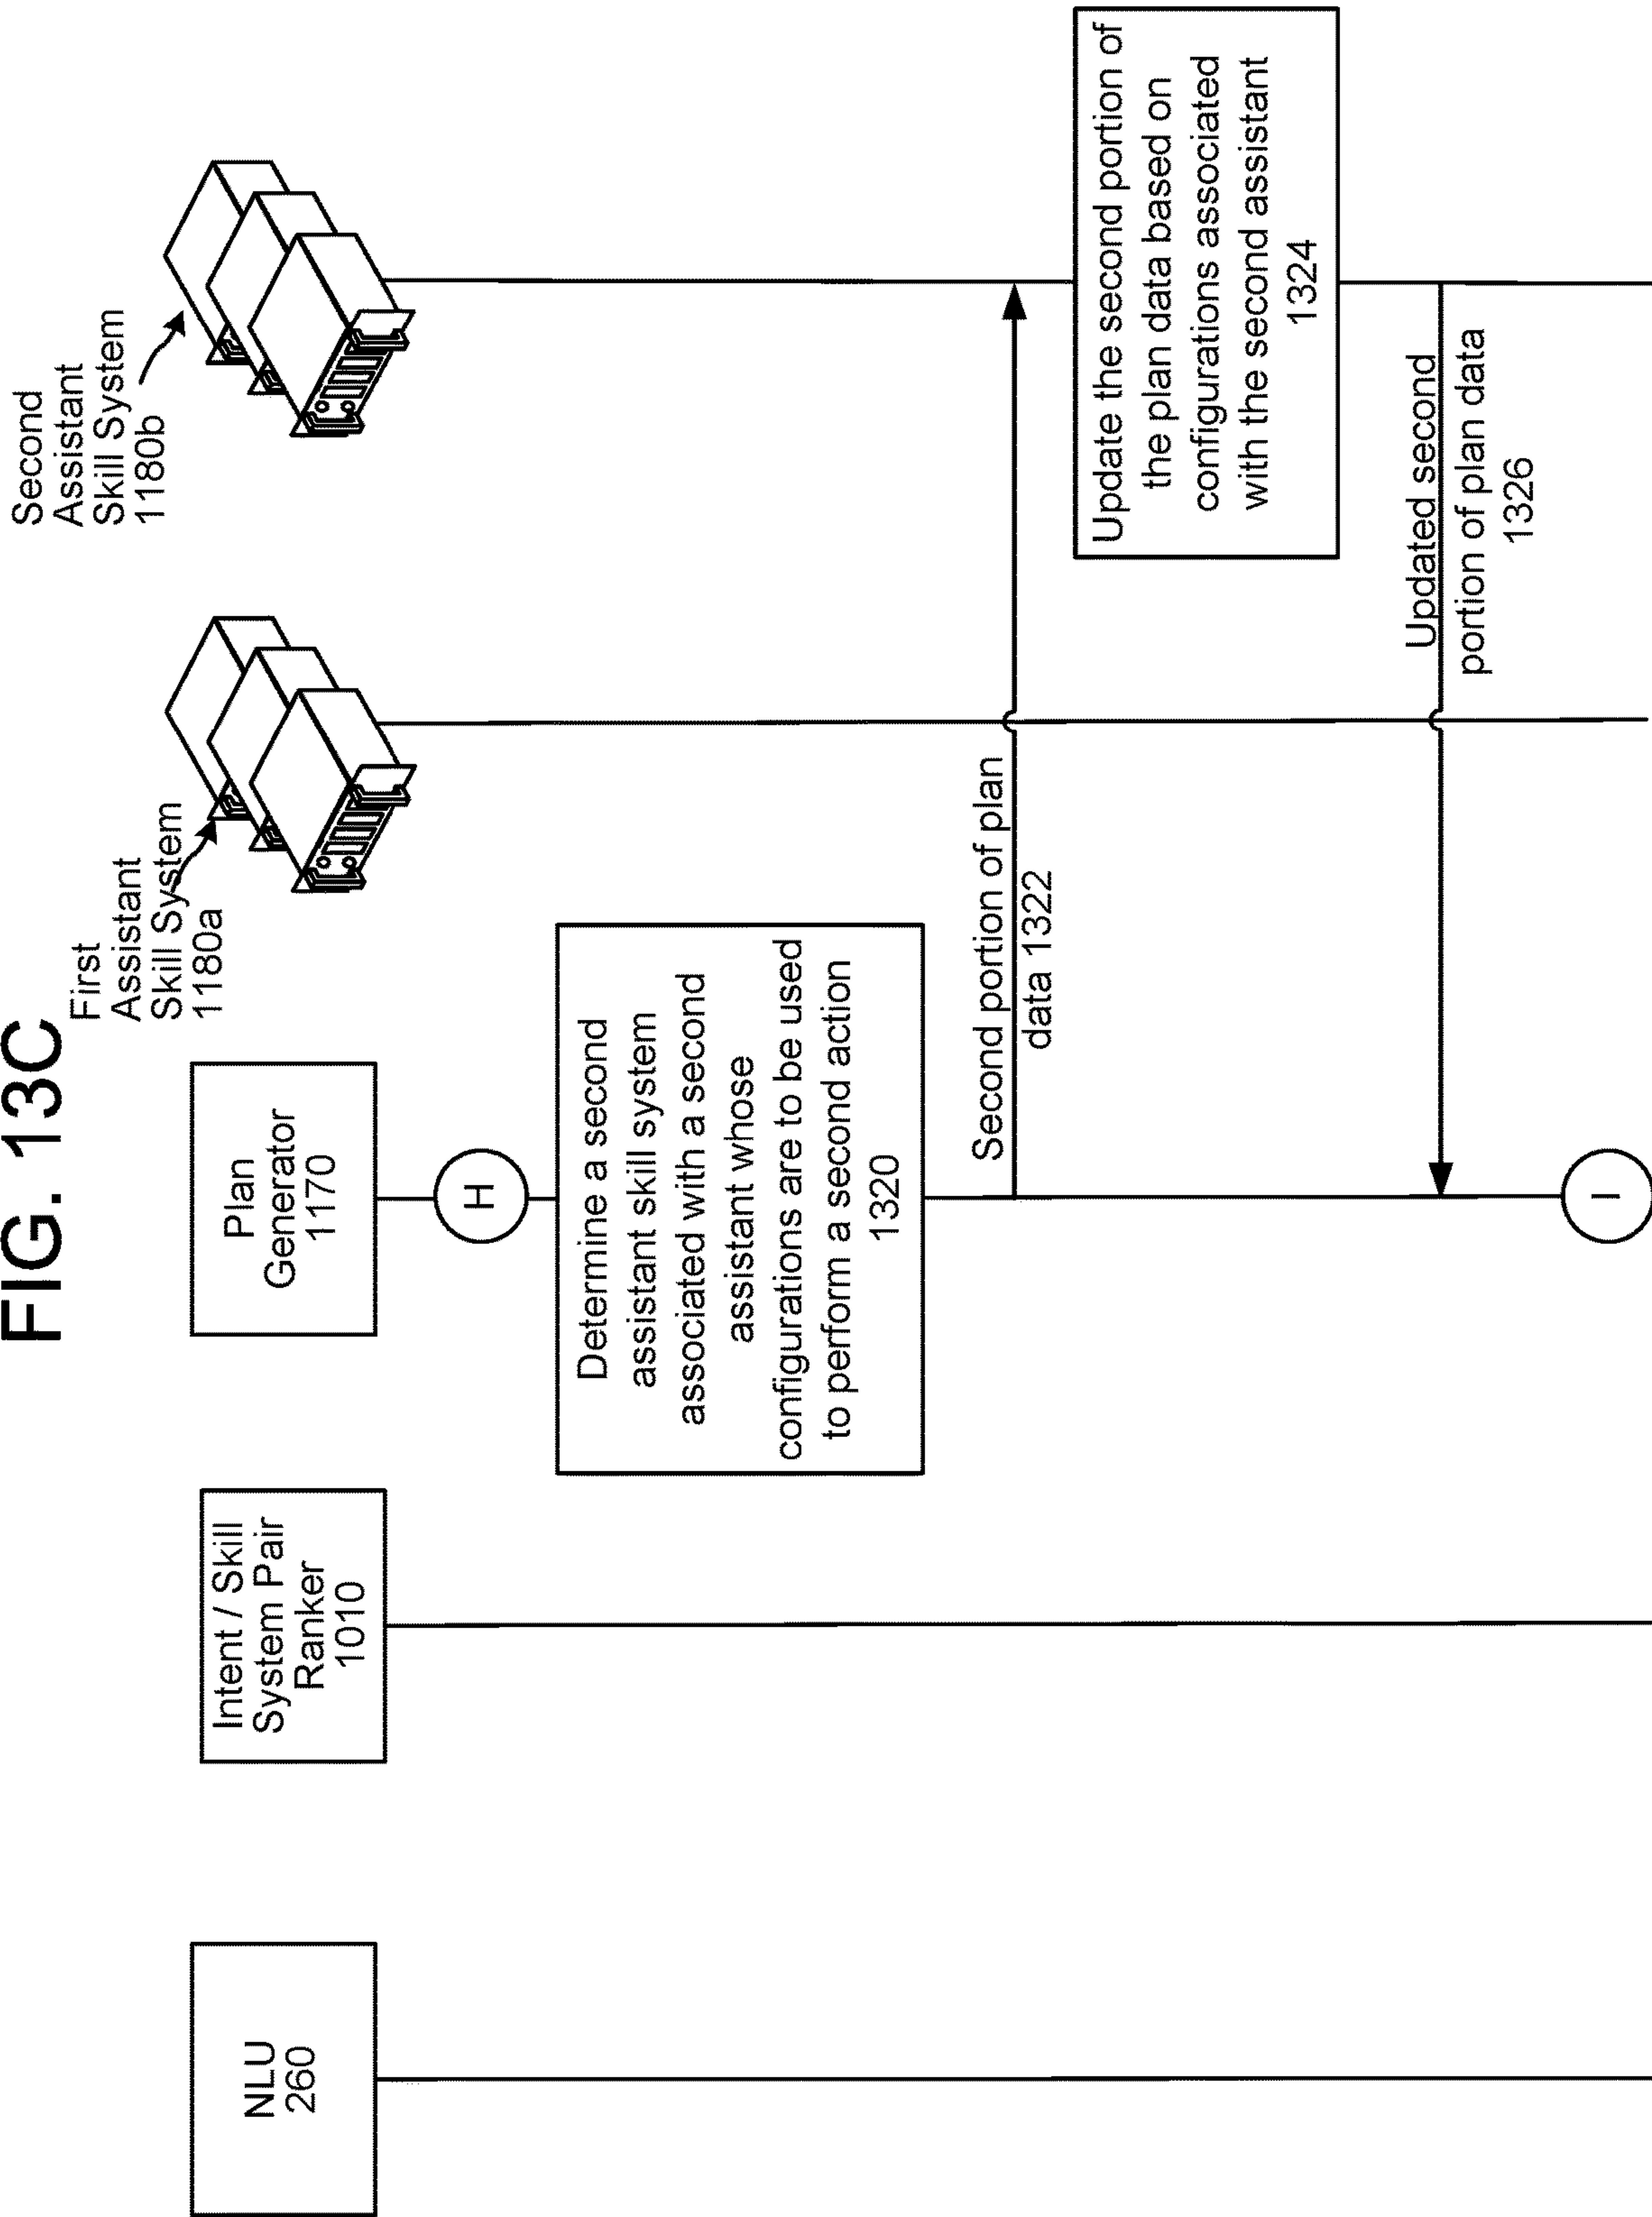 FIG. 13C
NLU
260
Intent / Skill
System Pair
Ranker
1010
Plan
Generator
1170
First
Assistant
Skill System
1180a
Second
Assistant
Skill System
1180b
H
Determine a second
assistant skill system
associated with a second
assistant whose
configurations are to be used
to perform a second action
1320
Second portion of plan
data 1322
Update the second portion of
the plan data based on
configurations associated
with the second assistant
1324
Updated second
portion of plan data
1326
I